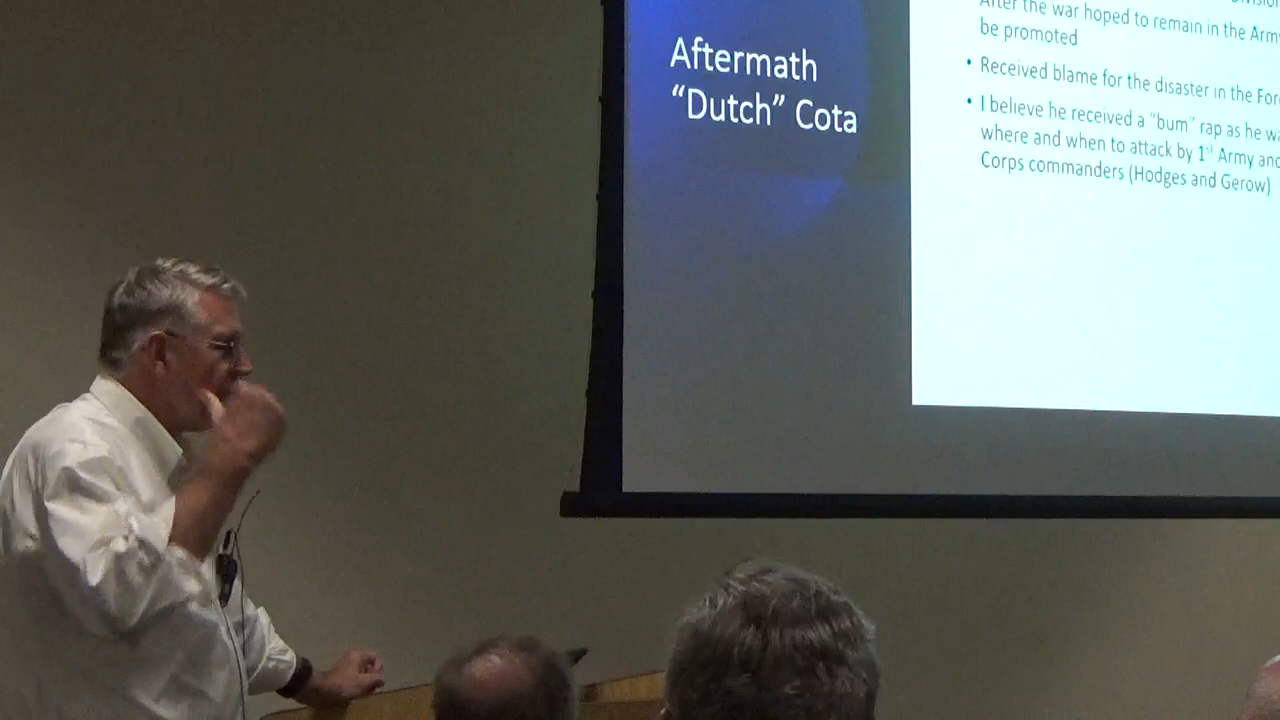 Aftermath
“Dutch” Cota
After the war hoped to remain in the Army
be promoted
• Received blame for the disaster in the
• I believe he received a “bum” rap as he
where and when to attack by 1st Army and
Corps commanders (Hodges and Gerow)